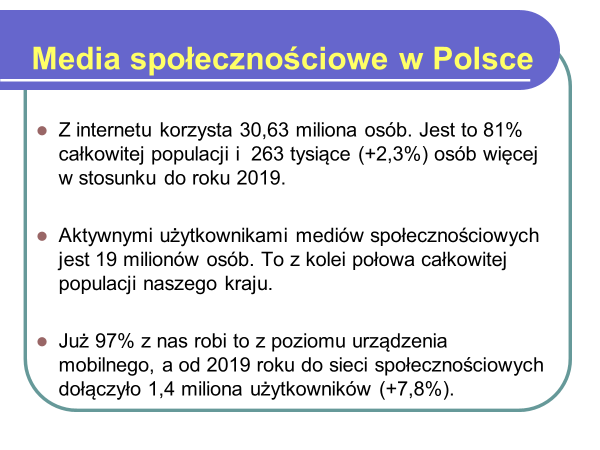 Media społecznościowe w Polsce
Z internetu korzysta 30,63 miliona osób. Jest to 81%
całkowitej populacji i  263 tysiące (+2,3%) osób więcej
w stosunku do roku 2019.
Aktywnymi użytkownikami mediów społecznościowych
jest 19 milionów osób. To z kolei połowa całkowitej
populacji naszego kraju.
Już 97% z nas robi to z poziomu urządzenia
mobilnego, a od 2019 roku do sieci społecznościowych
dołączyło 1,4 miliona użytkowników (+7,8%).